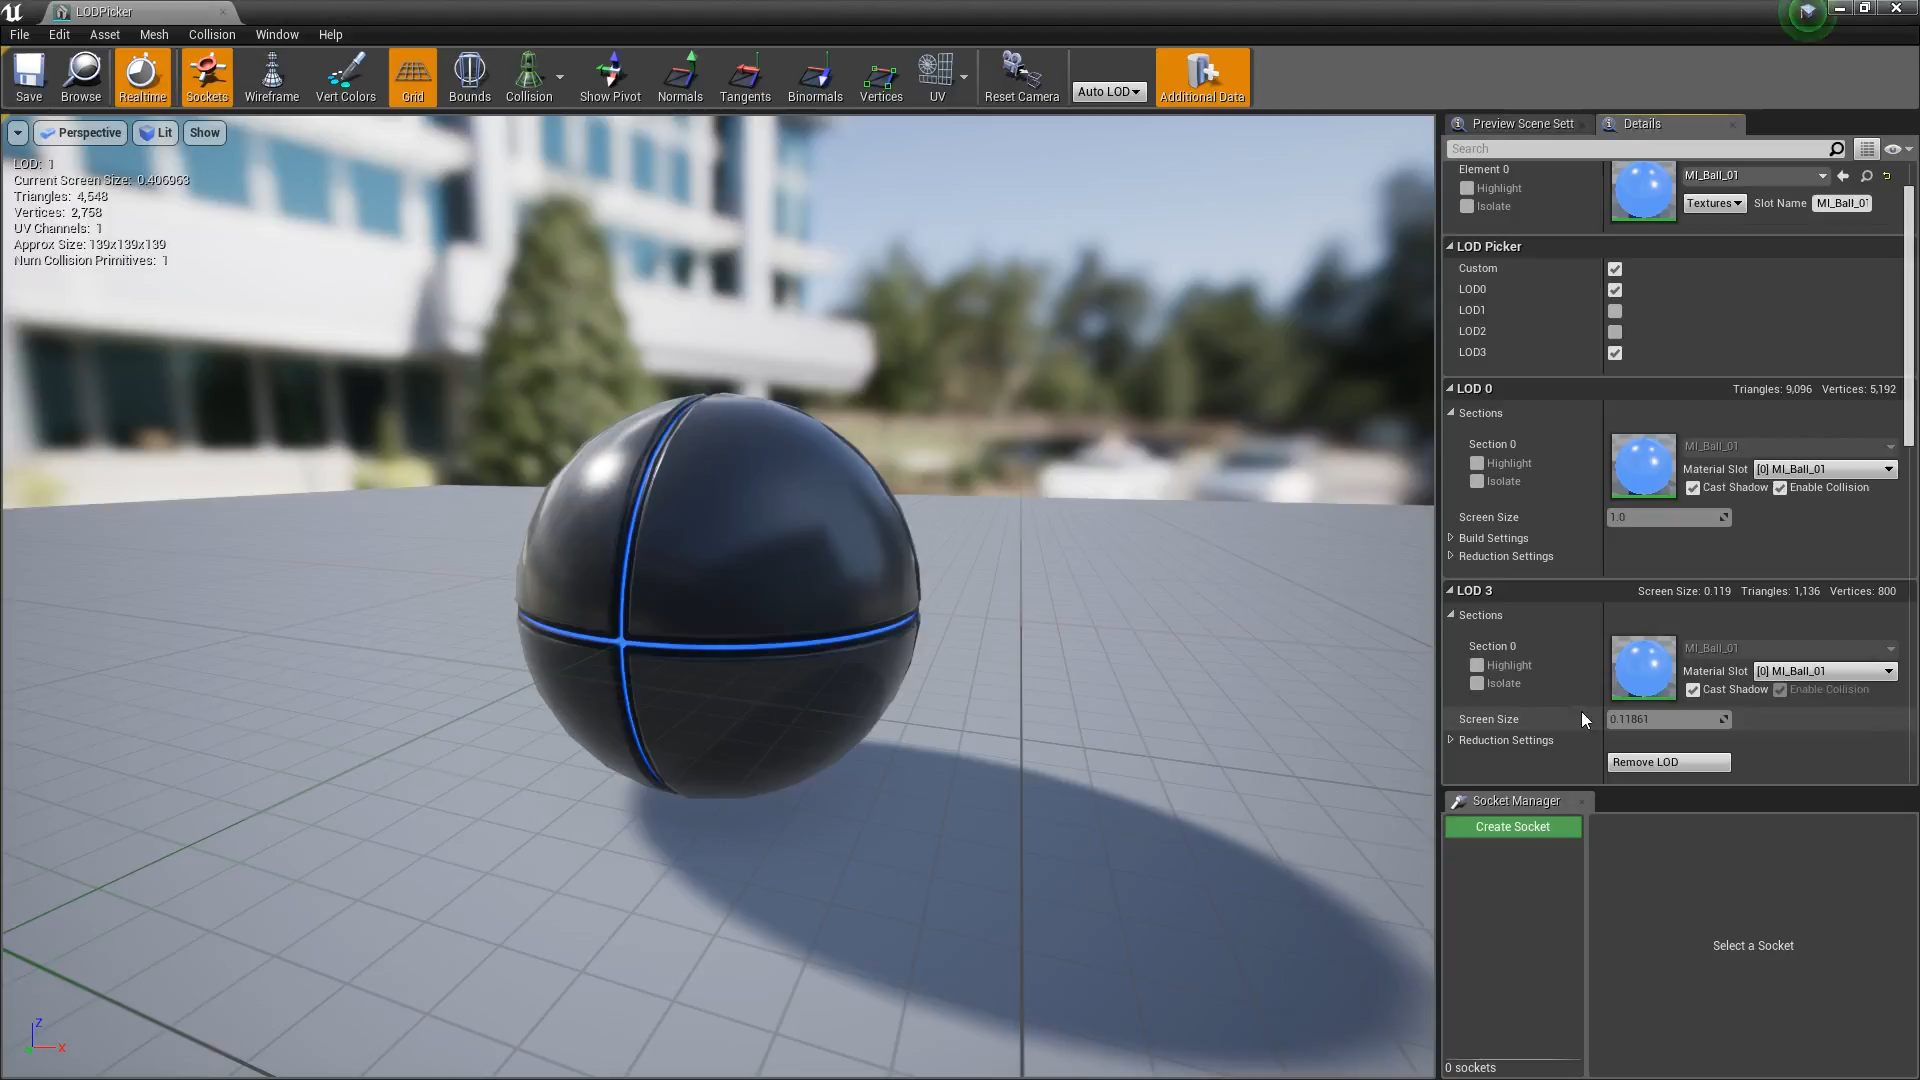 LODPicker
File Edit Asset Mesh Collision Window Help
Save Browse Realtime Sockets Wireframe Vert Colors Grid Bounds Collision Show Pivot Normals Tangents Binormals Vertices UV Reset Camera Auto LOD Additional Data
Perspective Lit Show
LOD: 1
Current Screen Size: 0.406963
Triangles: 4,548
Vertices: 2,758
UV Channels: 1
Approx Size: 139x139x139
Num Collision Primitives: 1
Z
X
Preview Scene Sett Details
Search
Element 0 MI_Ball_01
Highlight
Isolate Textures Slot Name MI_Ball_01
LOD Picker
Custom
LOD0
LOD1
LOD2
LOD3
LOD 0 Triangles: 9,096 Vertices: 5,192
Sections
Section 0 MI_Ball_01
Highlight Material Slot [0] MI_Ball_01
Isolate Cast Shadow Enable Collision
Screen Size 1.0
Build Settings
Reduction Settings
LOD 3 Screen Size: 0.119 Triangles: 1,136 Vertices: 800
Sections
Section 0 MI_Ball_01
Highlight Material Slot [0] MI_Ball_01
Isolate Cast Shadow Enable Collision
Screen Size 0.11861
Reduction Settings
Remove LOD
Socket Manager
Create Socket
Select a Socket
0 sockets